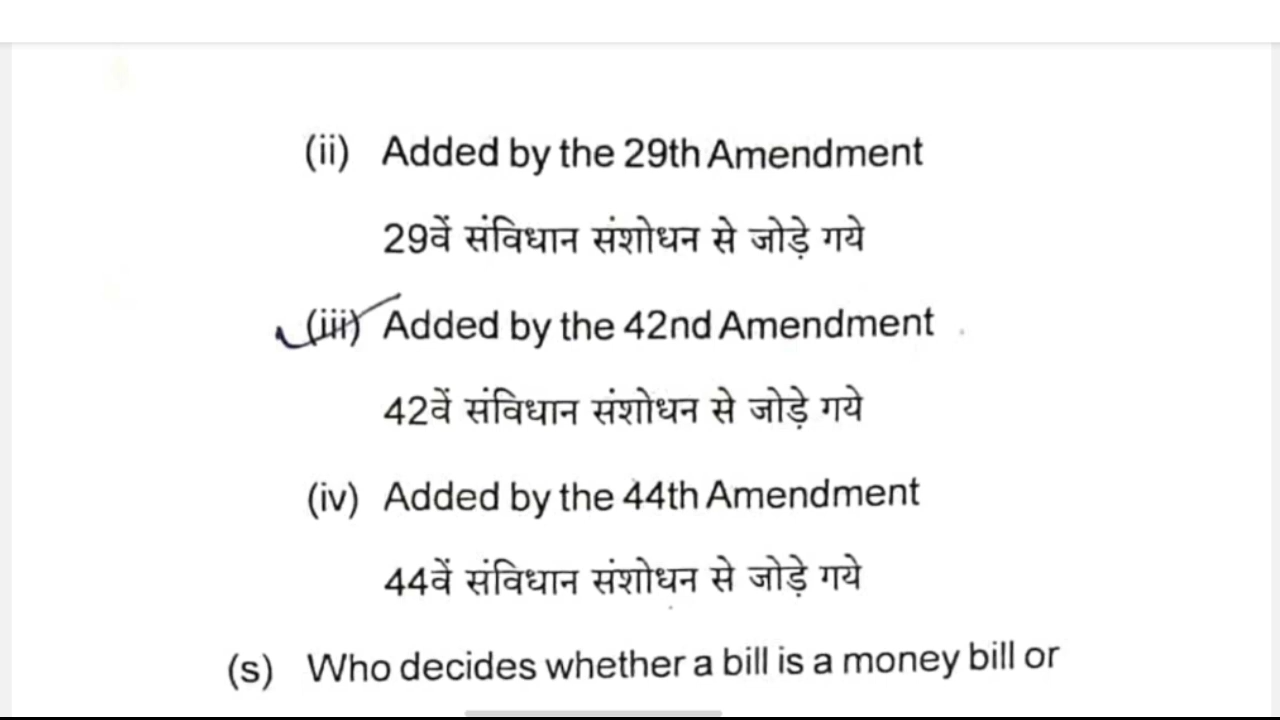 (ii) Added by the 29th Amendment
29वें संविधान संशोधन से जोड़े गये
(iii) Added by the 42nd Amendment
42वें संविधान संशोधन से जोड़े गये
(iv) Added by the 44th Amendment
44वें संविधान संशोधन से जोड़े गये
(s) Who decides whether a bill is a money bill or